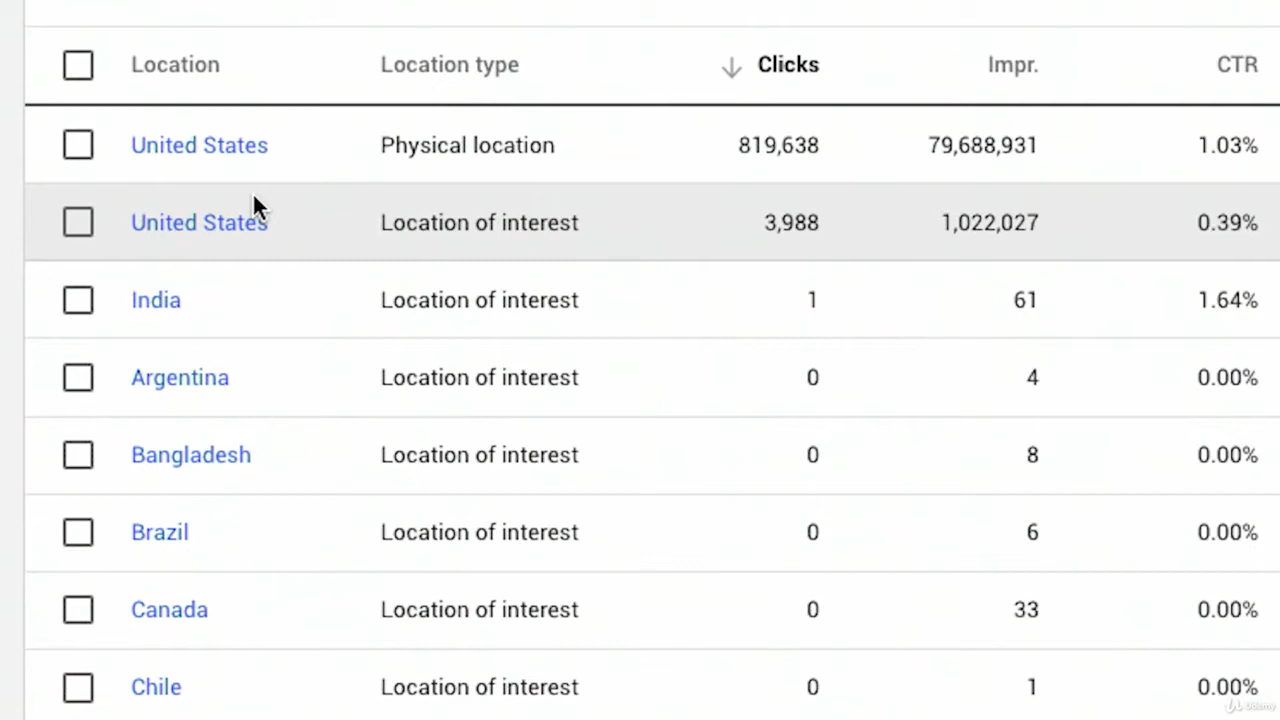 Location Location type Clicks Impr. CTR
United States Physical location 819,638 79,688,931 1.03%
United States Location of interest 3,988 1,022,027 0.39%
India Location of interest 1 61 1.64%
Argentina Location of interest 0 4 0.00%
Bangladesh Location of interest 0 8 0.00%
Brazil Location of interest 0 6 0.00%
Canada Location of interest 0 33 0.00%
Chile Location of interest 0 1 0.00%
Udemy